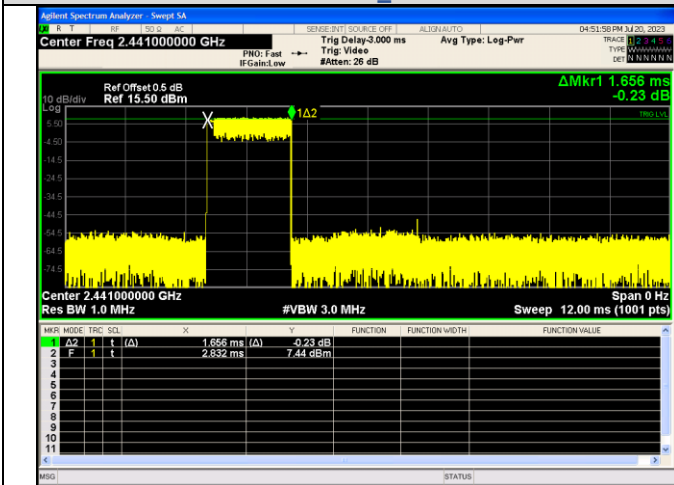 Agilent Spectrum Analyzer - Swept SA
R T RF 50 Ω AC SENSE:INT SOURCE OFF ALIGN AUTO 04:51:58 PM Jul 20, 2023
Center Freq 2.441000000 GHz Trig Delay-3.000 ms Avg Type: Log-Pwr TRACE 1 2 3 4 5 6
PNO: Fast Trig: Video TYPE WWWWWW
IFGain:Low #Atten: 26 dB DET N N N N N N
ΔMkr1 1.656 ms
Ref Offset 0.5 dB -0.23 dB
10 dB/div Ref 15.50 dBm
Log
1Δ2
TRIG LVL
5.50
-4.50
-14.5
-24.5
-34.5
-44.5
-54.5
-64.5
-74.5
Center 2.441000000 GHz Span 0 Hz
Res BW 1.0 MHz #VBW 3.0 MHz Sweep 12.00 ms (1001 pts)
MKR MODE TRC SCL X Y FUNCTION FUNCTION WIDTH FUNCTION VALUE
1 Δ2 1 t (Δ) 1.656 ms (Δ) -0.23 dB
2 F 1 t 2.832 ms 7.44 dBm
3
4
5
6
7
8
9
10
11
MSG STATUS